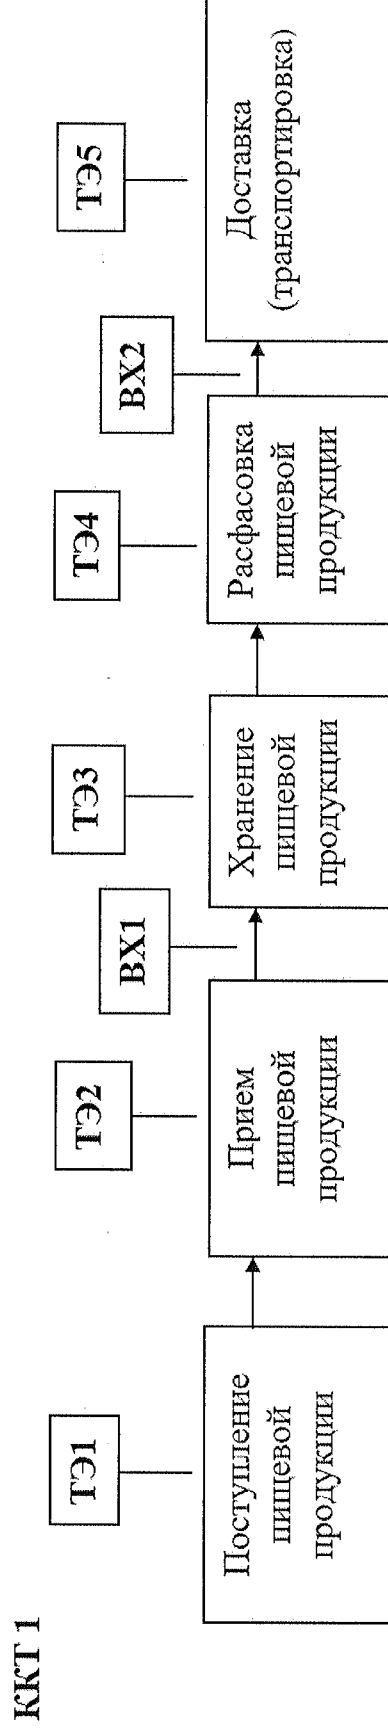 ККТ 1
ТЭ1
ТЭ2
ВХ1
ТЭ3
ТЭ4
ВХ2
ТЭ5
Поступление
пищевой
продукции
Прием
пищевой
продукции
Хранение
пищевой
продукции
Расфасовка
пищевой
продукции
Доставка
(транспортировка)